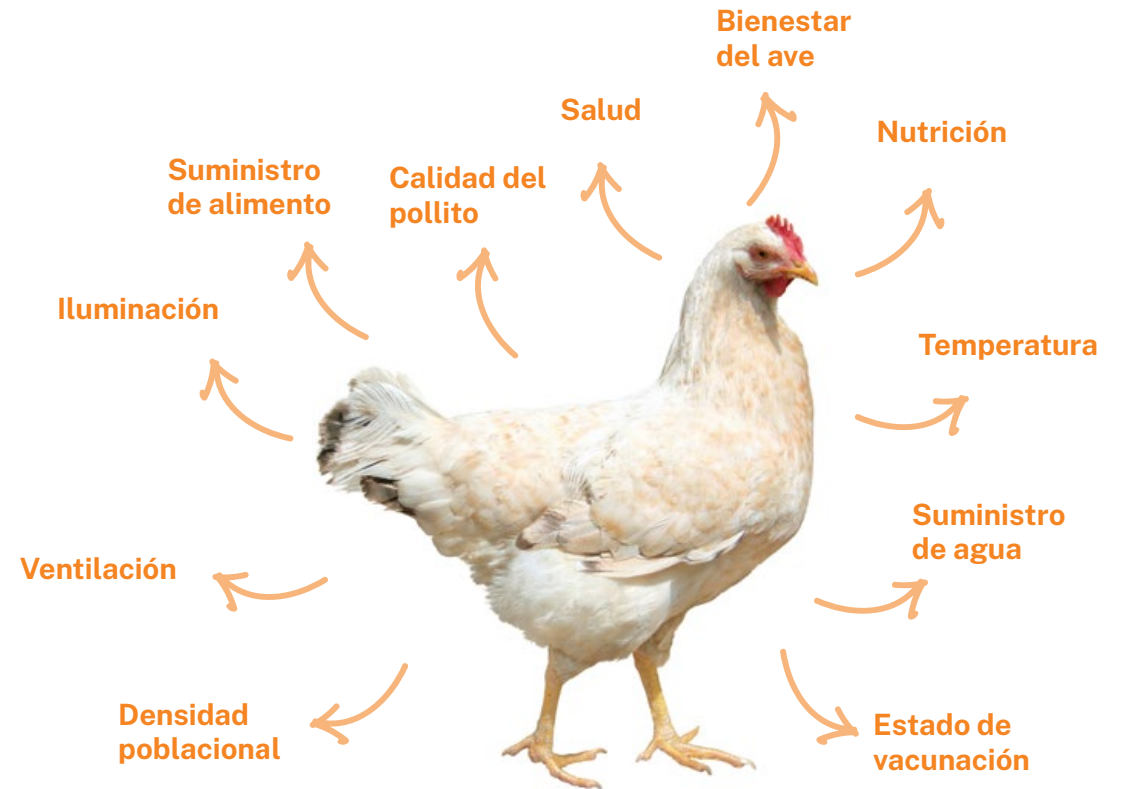 Bienestar
del ave
Salud
Nutrición
Suministro
de alimento
Calidad del
pollito
Iluminación
Temperatura
Suministro
de agua
Ventilación
Densidad
poblacional
Estado de
vacunación